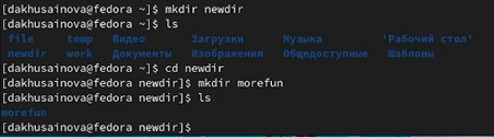 [dakhusainova@fedora ~]$ mkdir newdir
[dakhusainova@fedora ~]$ ls
file temp Видео Загрузки Музыка 'Рабочий стол'
newdir work Документы Изображения Общедоступные Шаблоны
[dakhusainova@fedora ~]$ cd newdir
[dakhusainova@fedora newdir]$ mkdir morefun
[dakhusainova@fedora newdir]$ ls
morefun
[dakhusainova@fedora newdir]$